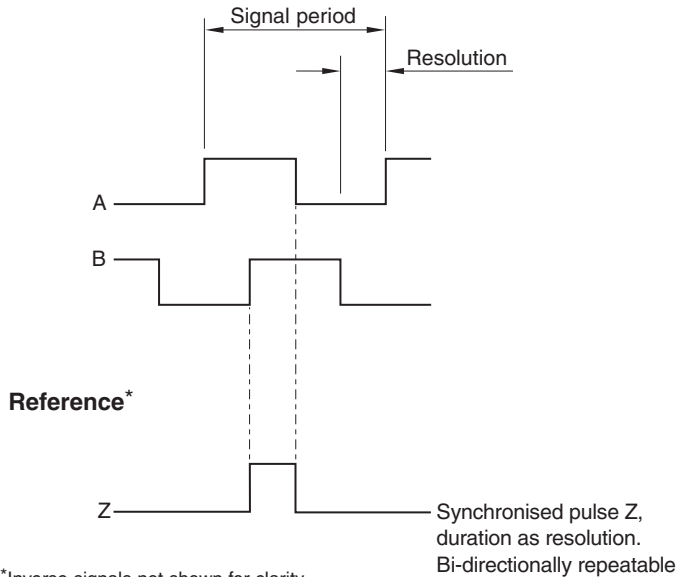 Signal period
Resolution
A
B
Reference*
Z
Synchronised pulse Z,
duration as resolution.
Bi-directionally repeatable
*Inverse signals not shown for clarity